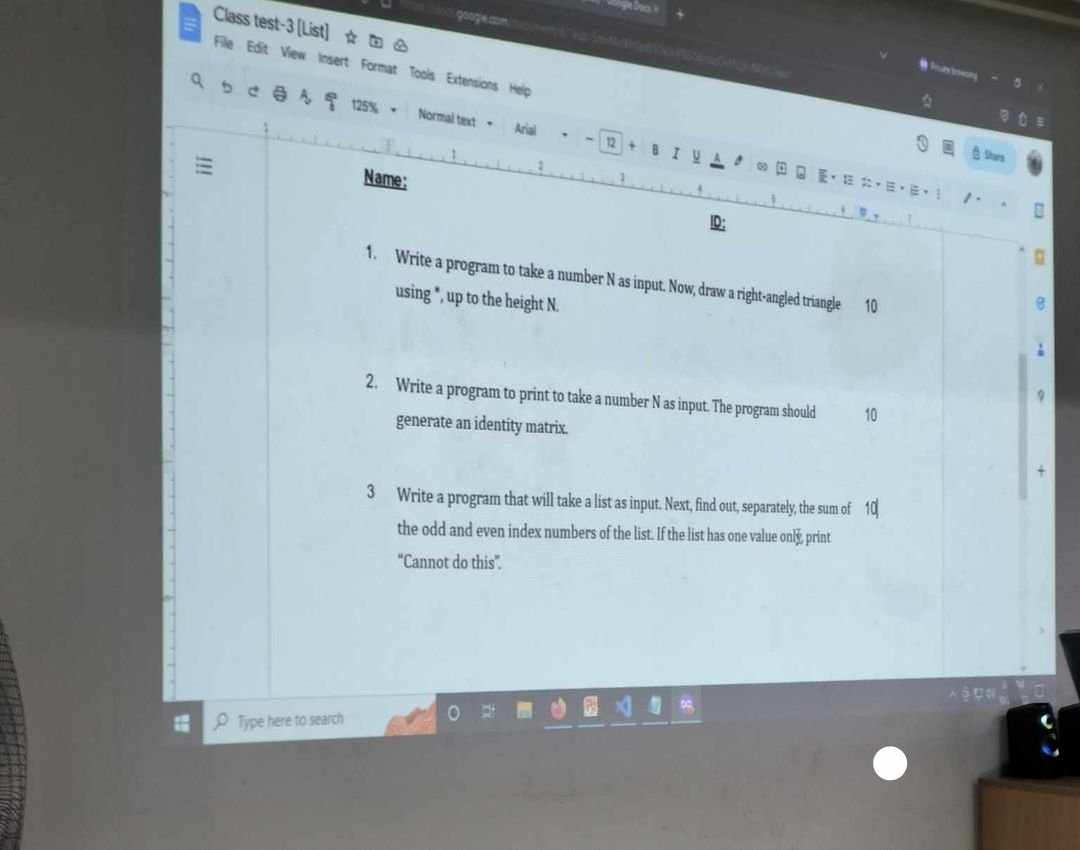 Class test-3 [List]
google.com
Private browsing
File Edit View Insert Format Tools Extensions Help
125% Normal text Arial 12 B I U A
Share
Name:
ID:
1. Write a program to take a number N as input. Now, draw a right-angled triangle 10
using *, up to the height N.
2. Write a program to print to take a number N as input. The program should 10
generate an identity matrix.
3 Write a program that will take a list as input. Next, find out, separately, the sum of 10
the odd and even index numbers of the list. If the list has one value only, print
“Cannot do this”.
Type here to search